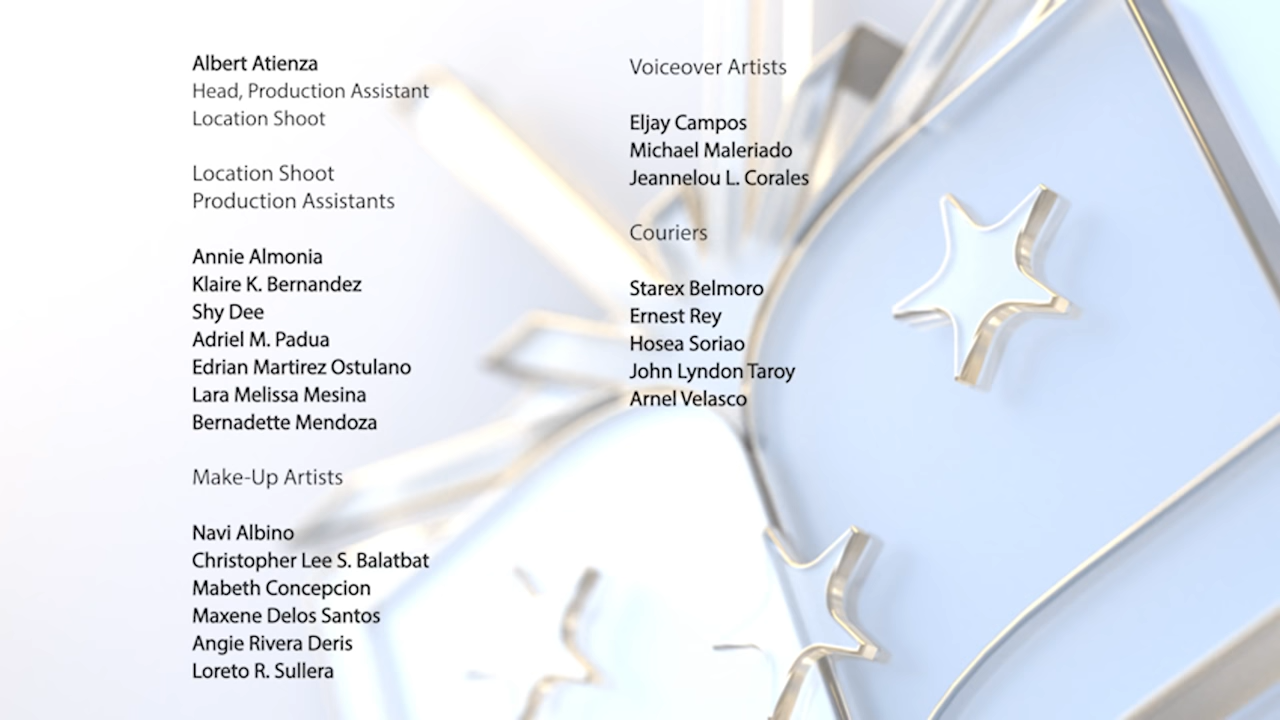 Albert Atienza
Head, Production Assistant
Location Shoot
Location Shoot
Production Assistants
Annie Almonia
Klaire K. Bernandez
Shy Dee
Adriel M. Padua
Edrian Martirez Ostulano
Lara Melissa Mesina
Bernadette Mendoza
Make-Up Artists
Navi Albino
Christopher Lee S. Balatbat
Mabeth Concepcion
Maxene Delos Santos
Angie Rivera Deris
Loreto R. Sullera
Voiceover Artists
Eljay Campos
Michael Maleriado
Jeannelou L. Corales
Couriers
Starex Belmoro
Ernest Rey
Hosea Soriao
John Lyndon Taroy
Arnel Velasco